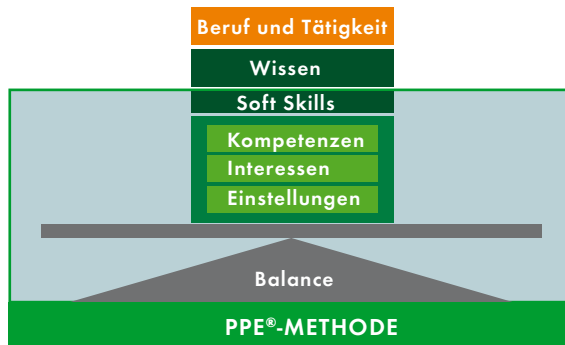 Beruf und Tätigkeit
Wissen
Soft Skills
Kompetenzen
Interessen
Einstellungen
Balance
PPE®-METHODE